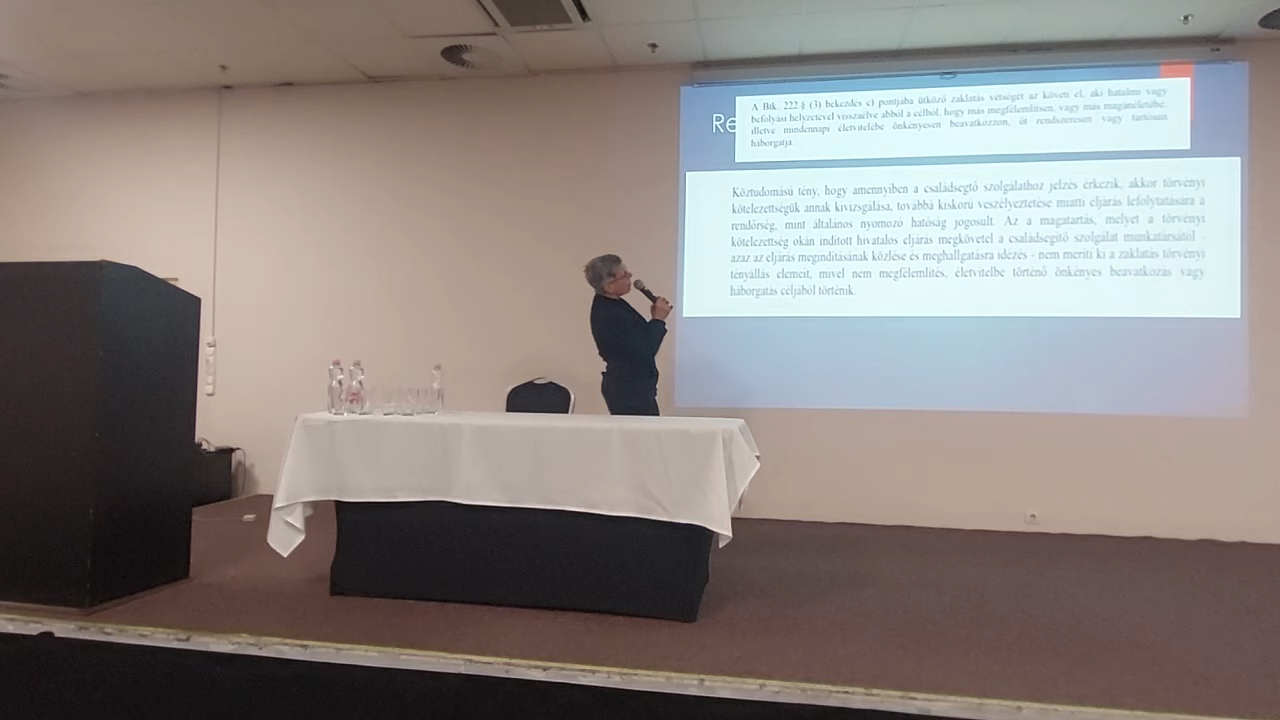 Re
A Btk. 222.§ (3) bekezdés c) pontjába ütköző zaklatás vétségét az követi el, aki hatalmi vagy
befolyási helyzetével visszaélve abból a célból, hogy más megfélemlítsen, vagy más magánéletébe,
illetve mindennapi életvitelébe önkényesen beavatkozzon, őt rendszeresen vagy tartósan
háborgatja.
Köztudomású tény, hogy amennyiben a családsegtő szolgálathoz jelzés érkezik, akkor törvényi
kötelezettségük annak kivizsgálása, továbbá kiskorú veszélyeztetése miatti eljárás lefolytatására a
rendőrség, mint általános nyomozó hatóság jogosult. Az a magatartás, melyet a törvényi
kötelezettség okán indított hivatalos eljárás megkövetel a családsegítő szolgálat munkatársától -
azaz az eljárás megindításának közlése és meghallgatásra idézés - nem meríti ki a zaklatás törvényi
tényállás elemeit, mivel nem megfélemlítés, életvitelbe történő önkényes beavatkozás vagy
háborgatás céljából történik.